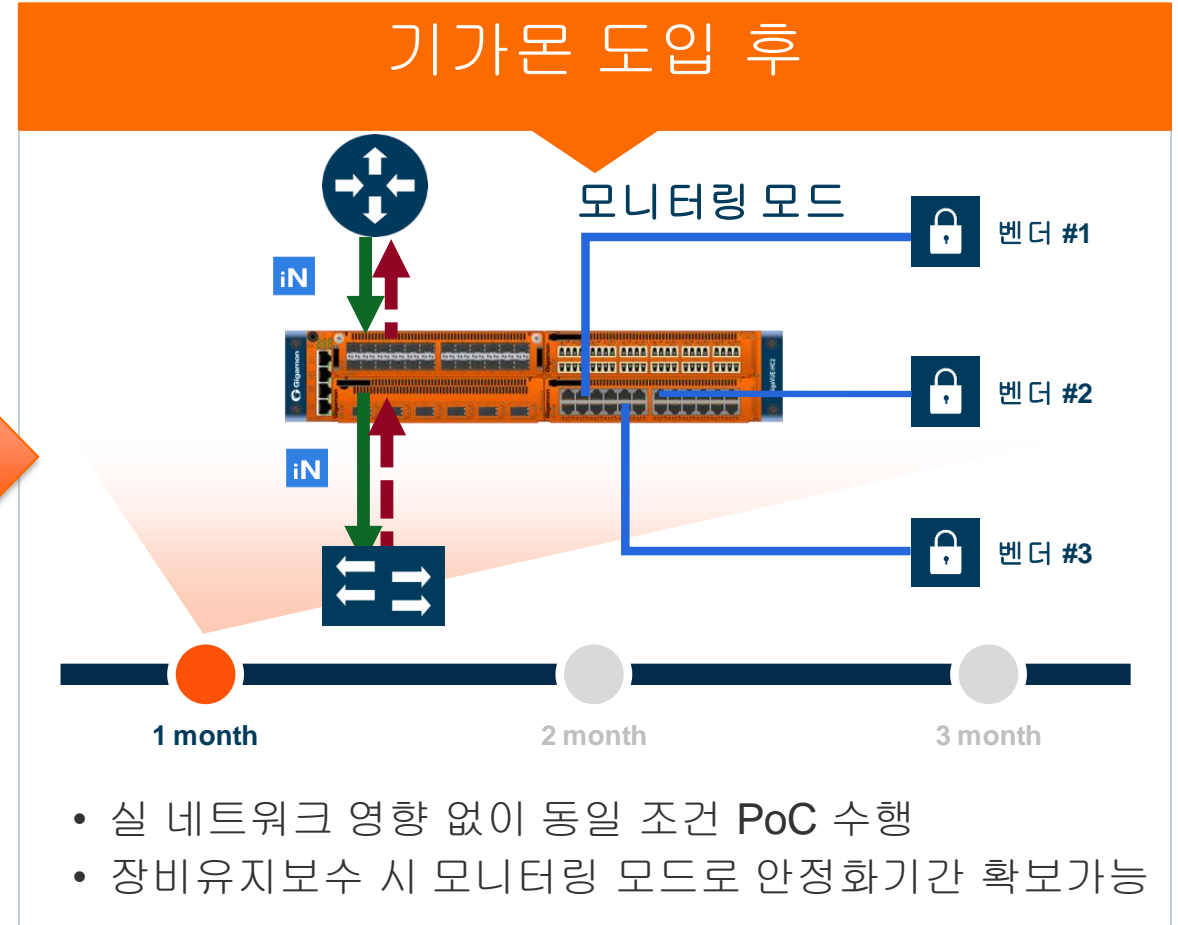 기가몬 도입 후
모니터링 모드
벤더 #1
iN
Gigamon
GigaVUE-HC2
벤더 #2
iN
벤더 #3
1 month
2 month
3 month
• 실 네트워크 영향 없이 동일 조건 PoC 수행
• 장비유지보수 시 모니터링 모드로 안정화기간 확보가능